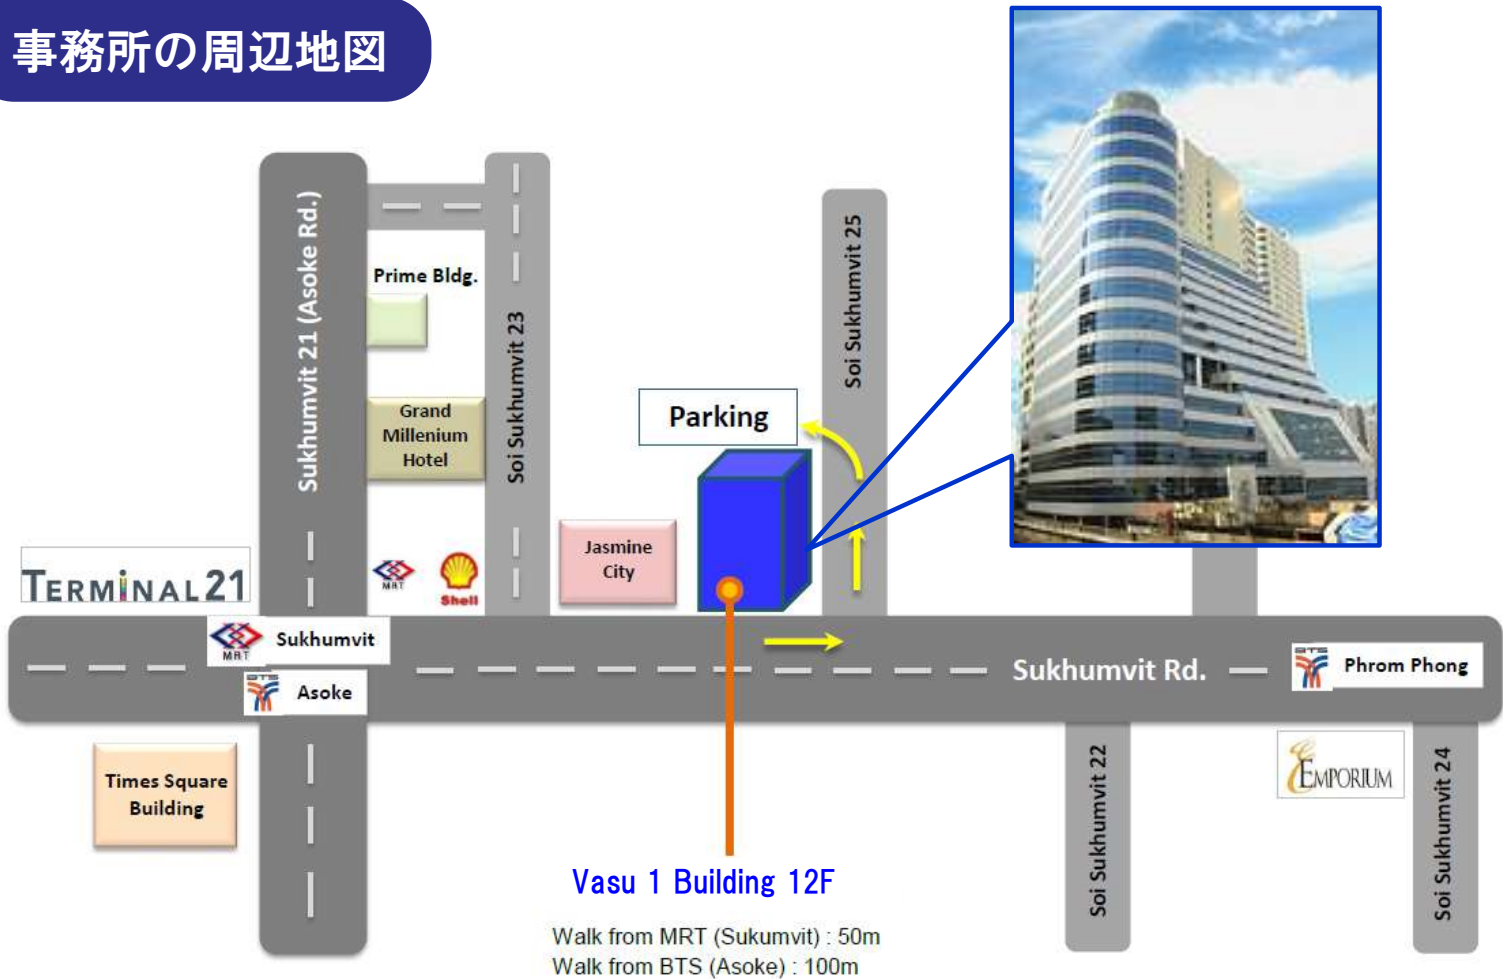 事務所の周辺地図
Sukhumvit 21 (Asoke Rd.)
Prime Bldg.
Soi Sukhumvit 23
Soi Sukhumvit 25
Grand
Millenium
Hotel
Parking
TERMINAL 21
MRT
Shell
Jasmine
City
MRT
Sukhumvit
BTS
Asoke
Sukhumvit Rd.
BTS
Phrom Phong
Times Square
Building
Soi Sukhumvit 22
EMPORIUM
Soi Sukhumvit 24
Vasu 1 Building 12F
Walk from MRT (Sukumvit) : 50m
Walk from BTS (Asoke) : 100m